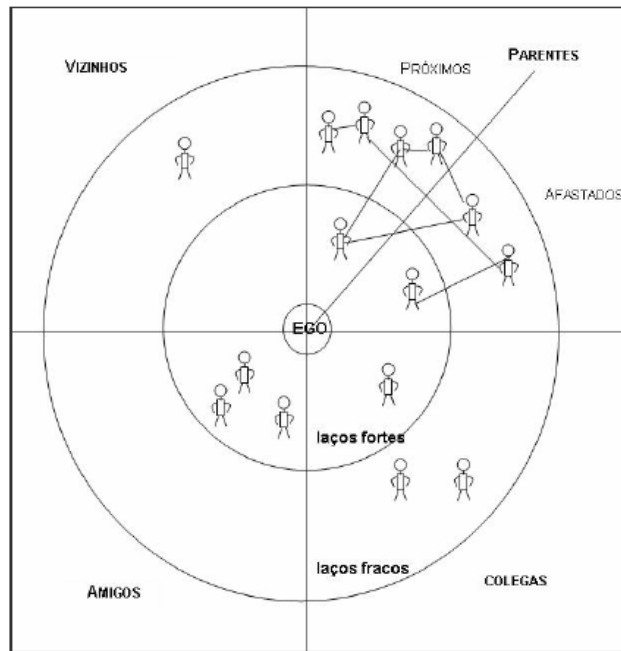 VIZINHOS
PRÓXIMOS
PARENTES
AFASTADOS
EGO
laços fortes
laços fracos
AMIGOS
COLEGAS